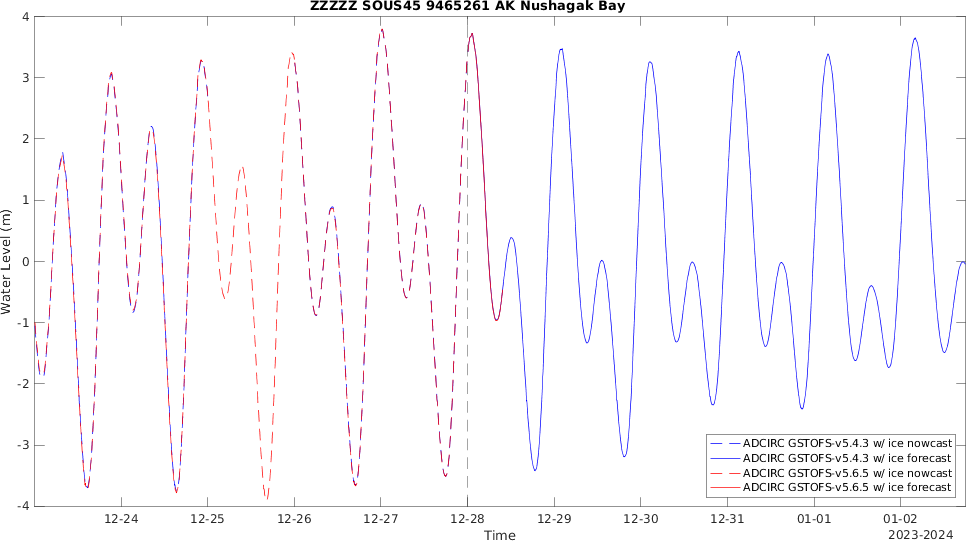 ZZZZZ SOUS45 9465261 AK Nushagak Bay
4
3
2
1
0
-1
-2
-3
-4
Water Level (m)
ADCIRC GSTOFS-v5.4.3 w/ ice nowcast
ADCIRC GSTOFS-v5.4.3 w/ ice forecast
ADCIRC GSTOFS-v5.6.5 w/ ice nowcast
ADCIRC GSTOFS-v5.6.5 w/ ice forecast
12-24 12-25 12-26 12-27 12-28 12-29 12-30 12-31 01-01 01-02
Time 2023-2024